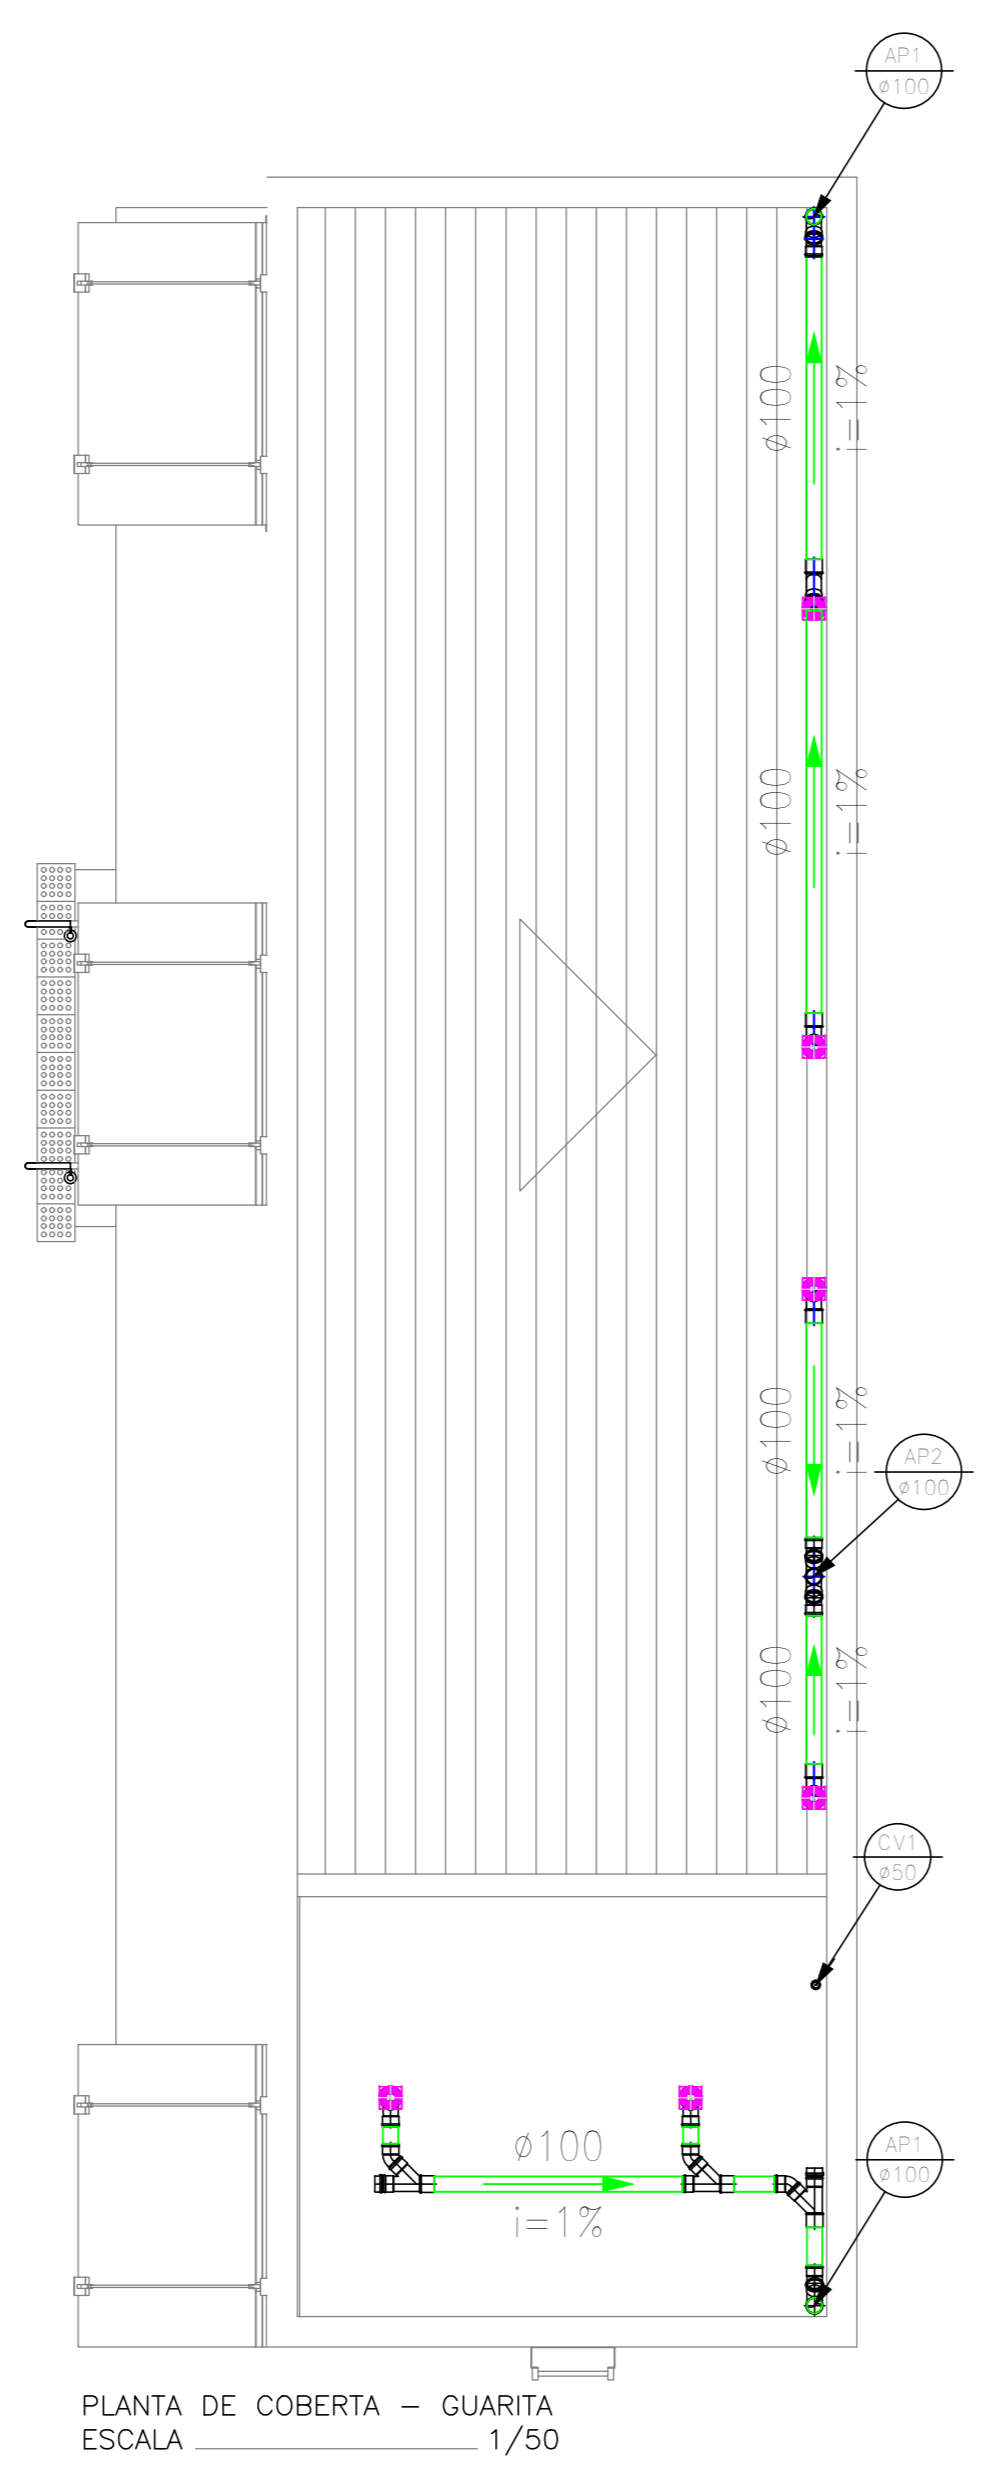 AP1
ø100
ø100
i=1%
ø100
i=1%
ø100
i=1%
AP2
ø100
ø100
i=1%
CV1
ø50
ø100
i=1%
AP1
ø100
PLANTA DE COBERTA – GUARITA
ESCALA 1/50